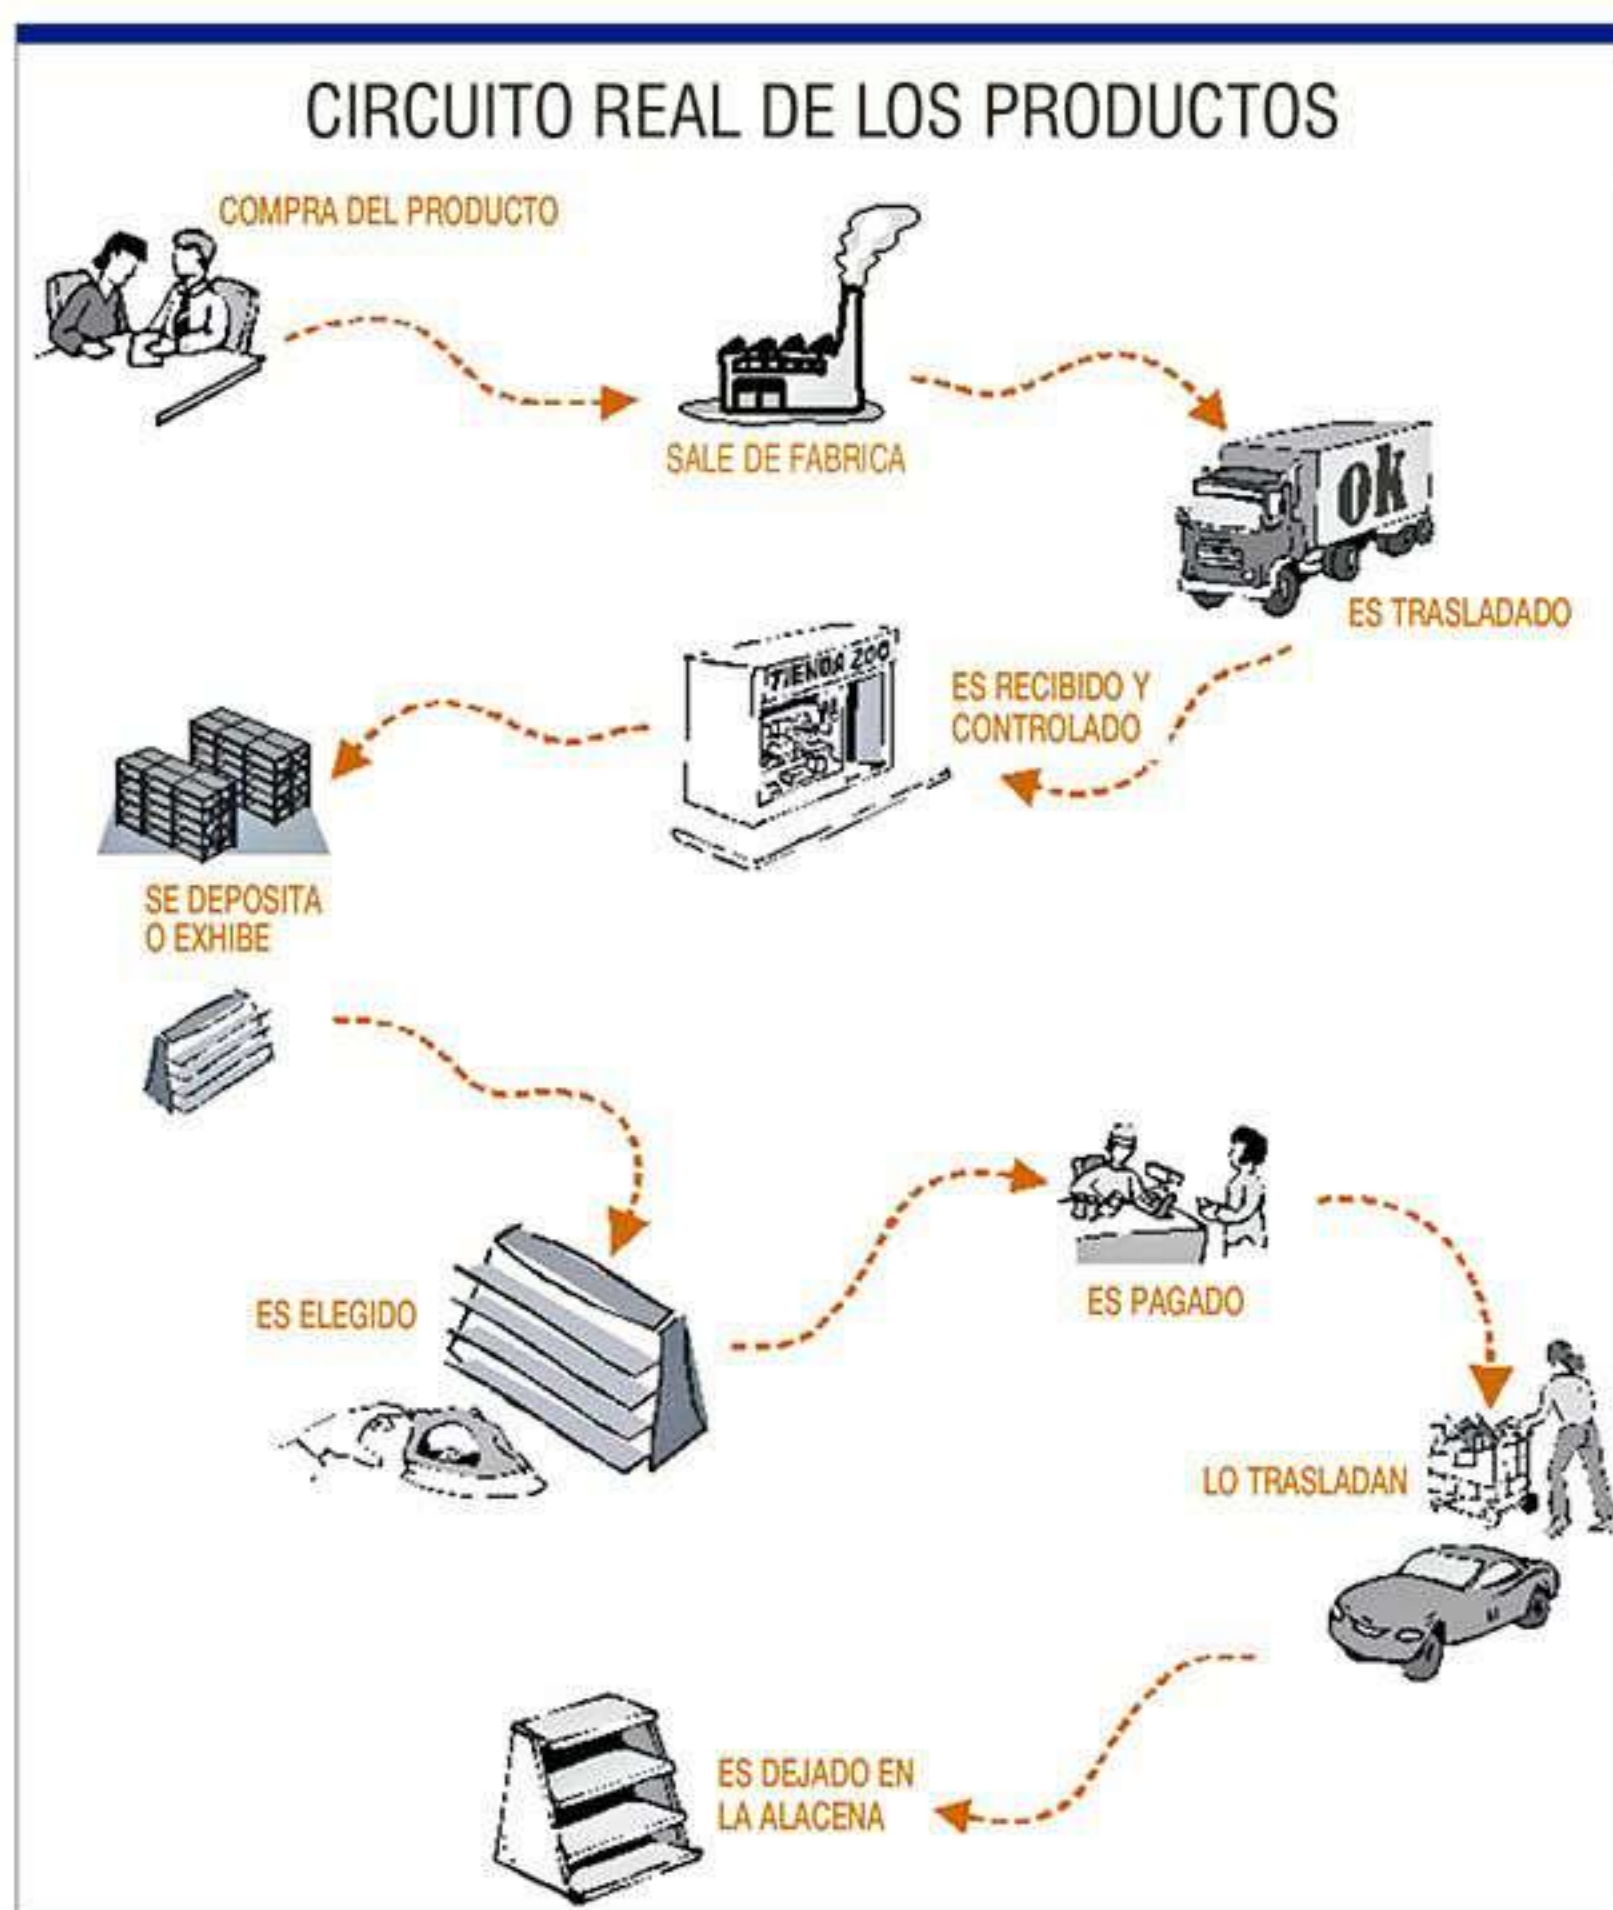 CIRCUITO REAL DE LOS PRODUCTOS
COMPRA DEL PRODUCTO
SALE DE FABRICA
ok
ES TRASLADADO
TIENDA ZOO
ES RECIBIDO Y
CONTROLADO
SE DEPOSITA
O EXHIBE
ES ELEGIDO
ES PAGADO
LO TRASLADAN
ES DEJADO EN
LA ALACENA